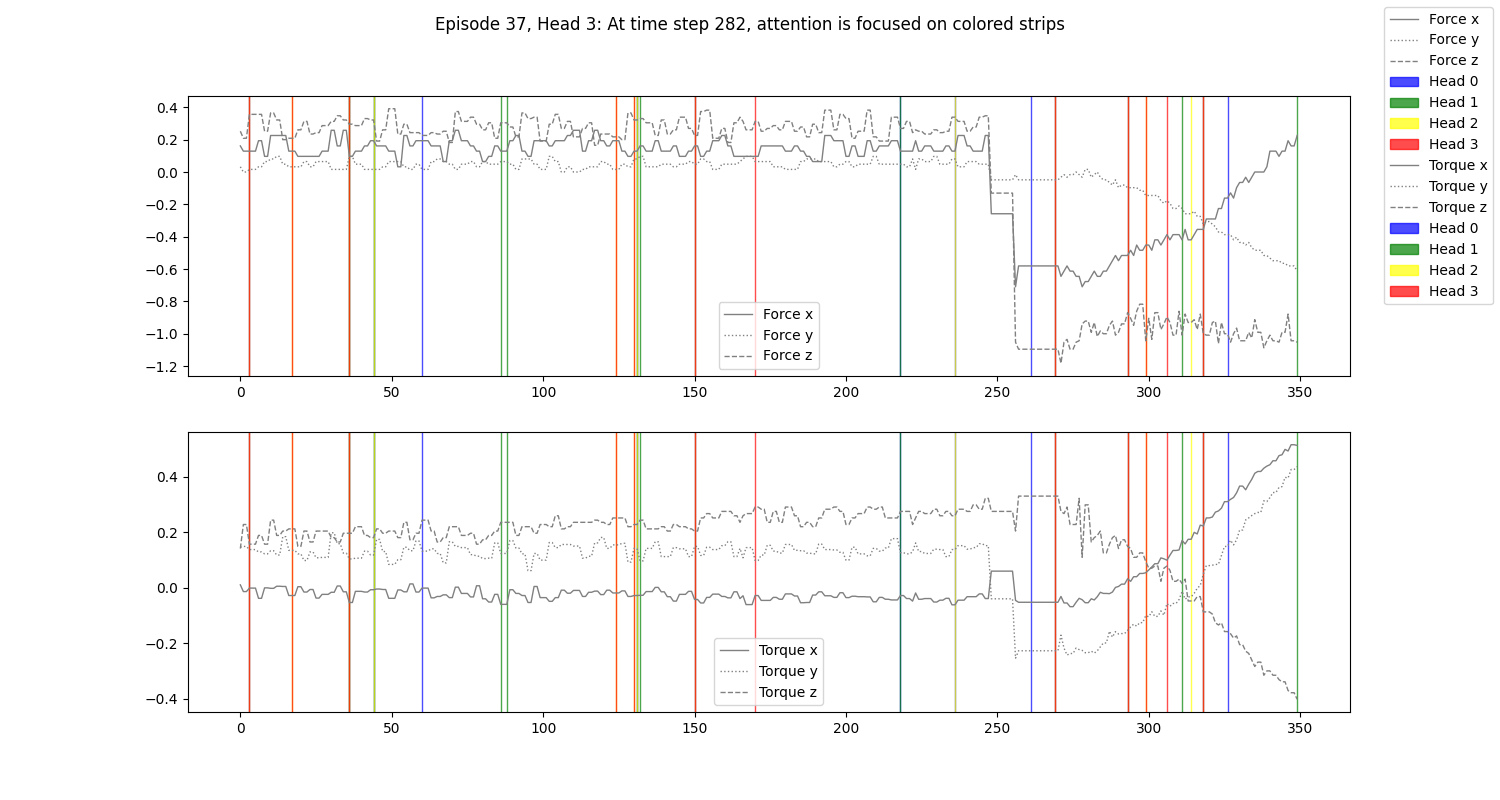 Episode 37, Head 3: At time step 282, attention is focused on colored strips
Force x
Force y
Force z
Head 0
Head 1
Head 2
Head 3
Torque x
Torque y
Torque z
Head 0
Head 1
Head 2
Head 3
0.4
0.2
0.0
−0.2
−0.4
−0.6
−0.8
−1.0
−1.2
Force x
Force y
Force z
0 50 100 150 200 250 300 350
0.4
0.2
0.0
−0.2
−0.4
Torque x
Torque y
Torque z
0 50 100 150 200 250 300 350